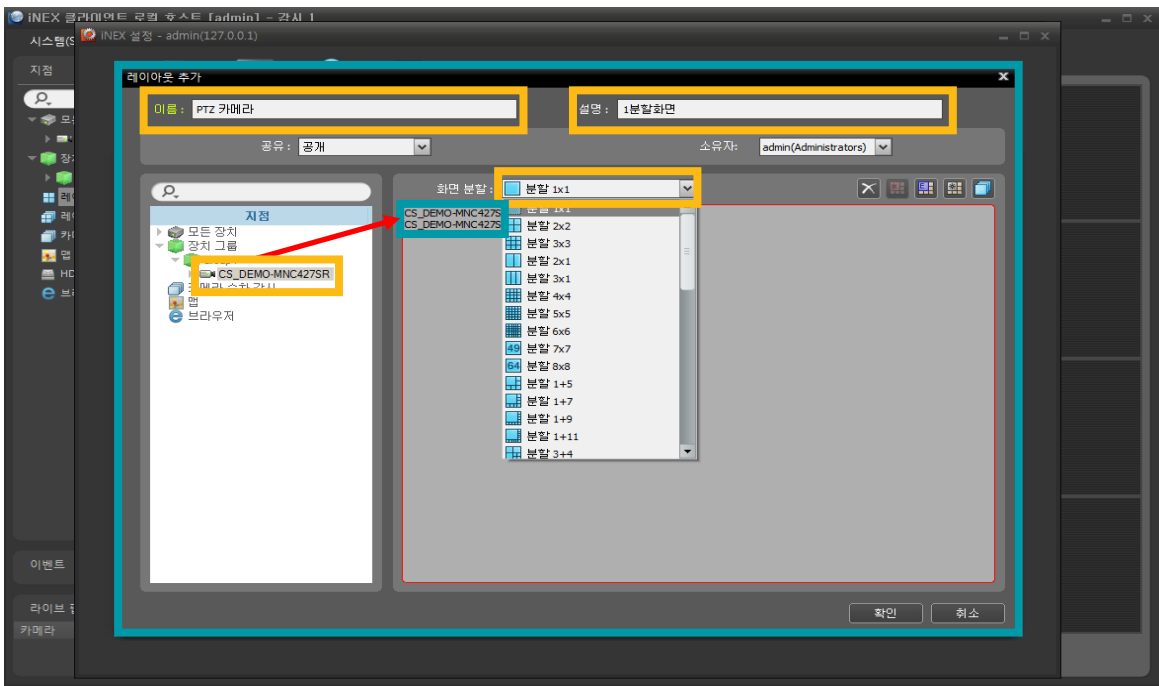 iNEX 클라이언트 로컬 호스트 [admin] - 감시 1
시스템(S
iNEX 설정 - admin(127.0.0.1)
지점
레이아웃 추가
이름 : PTZ 카메라
설명 : 1분할화면
공유 : 공개
소유자: admin(Administrators)
화면 분할 : 분할 1x1
지점
모든 장치
장치 그룹
CS_DEMO-MNC427SR
맵
브라우저
CS_DEMO-MNC427S
CS_DEMO-MNC427S
분할 1x1
분할 2x2
분할 3x3
분할 2x1
분할 3x1
분할 4x4
분할 5x5
분할 6x6
49 분할 7x7
64 분할 8x8
분할 1+5
분할 1+7
분할 1+9
분할 1+11
분할 3+4
맵
HD
이벤트
라이브
카메라
확인
취소